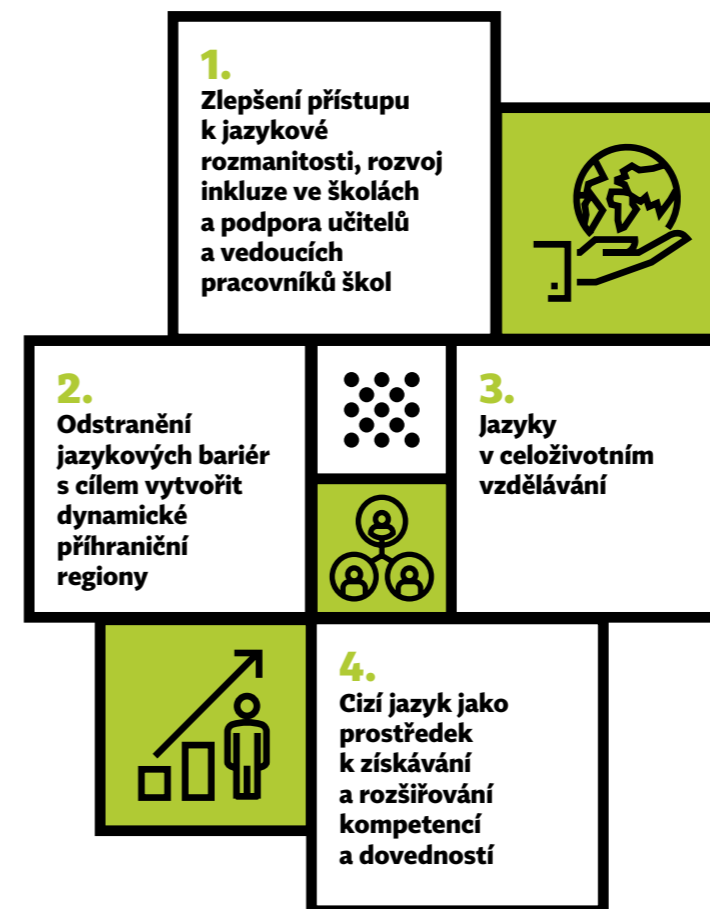 1.
Zlepšení přístupu
k jazykové
rozmanitosti, rozvoj
inkluze ve školách
a podpora učitelů
a vedoucích
pracovníků škol
2.
Odstranění
jazykových bariér
s cílem vytvořit
dynamické
příhraniční
regiony
3.
Jazyky
v celoživotním
vzdělávání
4.
Cizí jazyk jako
prostředek
k získávání
a rozšiřování
kompetencí
a dovedností